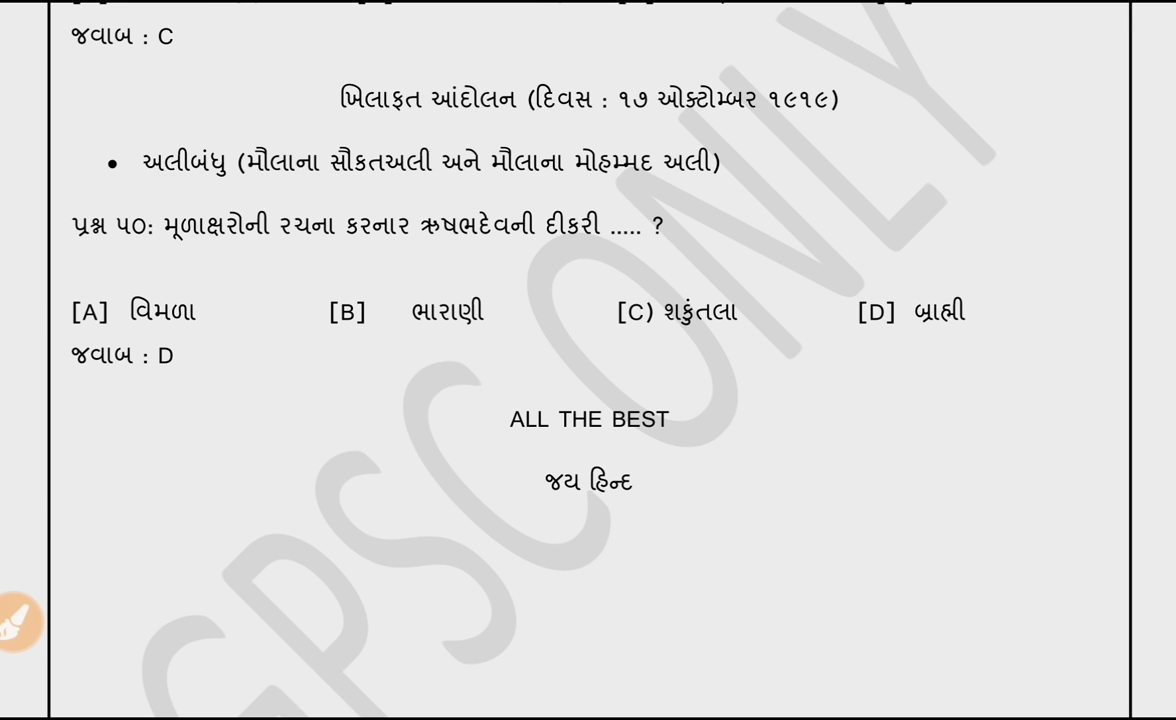 જવાબ : C
ખિલાફત આંદોલન (દિવસ : ૧૭ ઓક્ટોમ્બર ૧૯૧૯)
• અલીબંધુ (મૌલાના સૌકતઅલી અને મૌલાના મોહમ્મદ અલી)
પ્રશ્ન ૫૦: મૂળાક્ષરોની રચના કરનાર ઋષભદેવની દીકરી ..... ?
[A] વિમળા [B] ભારાણી [C) શકુંતલા [D] બ્રાહ્મી
જવાબ : D
ALL THE BEST
જય હિન્દ
GPSC ONLY